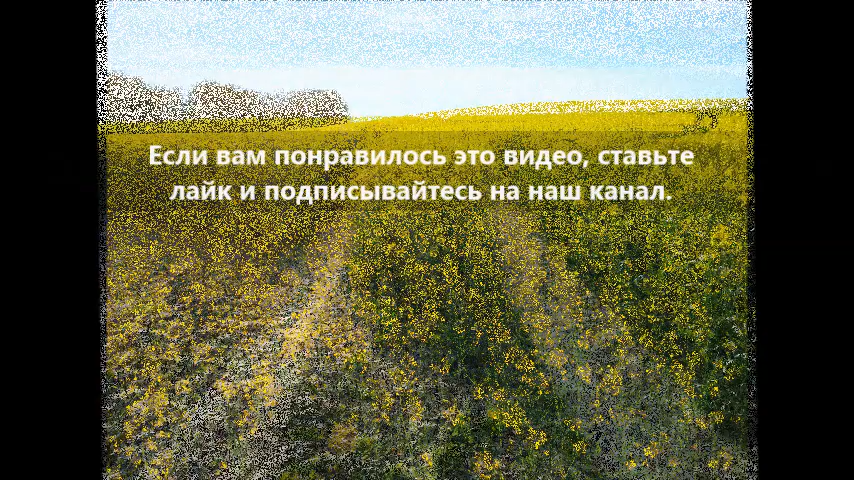 Если вам понравилось это видео, ставьте
лайк и подписывайтесь на наш канал.